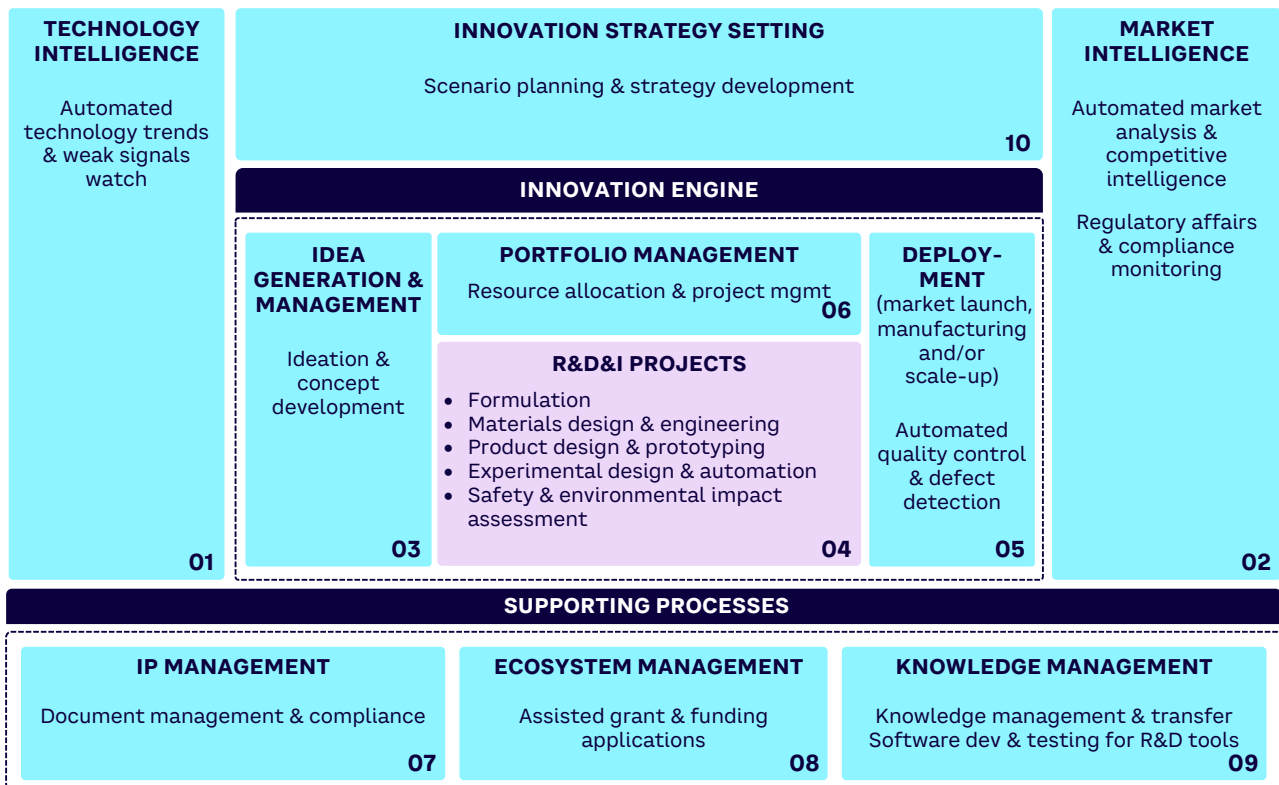 TECHNOLOGY
INTELLIGENCE
Automated
technology trends
& weak signals
watch
01
INNOVATION STRATEGY SETTING
Scenario planning & strategy development
10
MARKET
INTELLIGENCE
Automated market
analysis &
competitive
intelligence
Regulatory affairs
& compliance
monitoring
02
INNOVATION ENGINE
IDEA
GENERATION &
MANAGEMENT
Ideation &
concept
development
03
PORTFOLIO MANAGEMENT
Resource allocation & project mgmt
06
R&D&I PROJECTS
• Formulation
• Materials design & engineering
• Product design & prototyping
• Experimental design & automation
• Safety & environmental impact
assessment
04
DEPLOY-
MENT
(market launch,
manufacturing
and/or
scale-up)
Automated
quality control
& defect
detection
05
SUPPORTING PROCESSES
IP MANAGEMENT
Document management & compliance
07
ECOSYSTEM MANAGEMENT
Assisted grant & funding
applications
08
KNOWLEDGE MANAGEMENT
Knowledge management & transfer
Software dev & testing for R&D tools
09